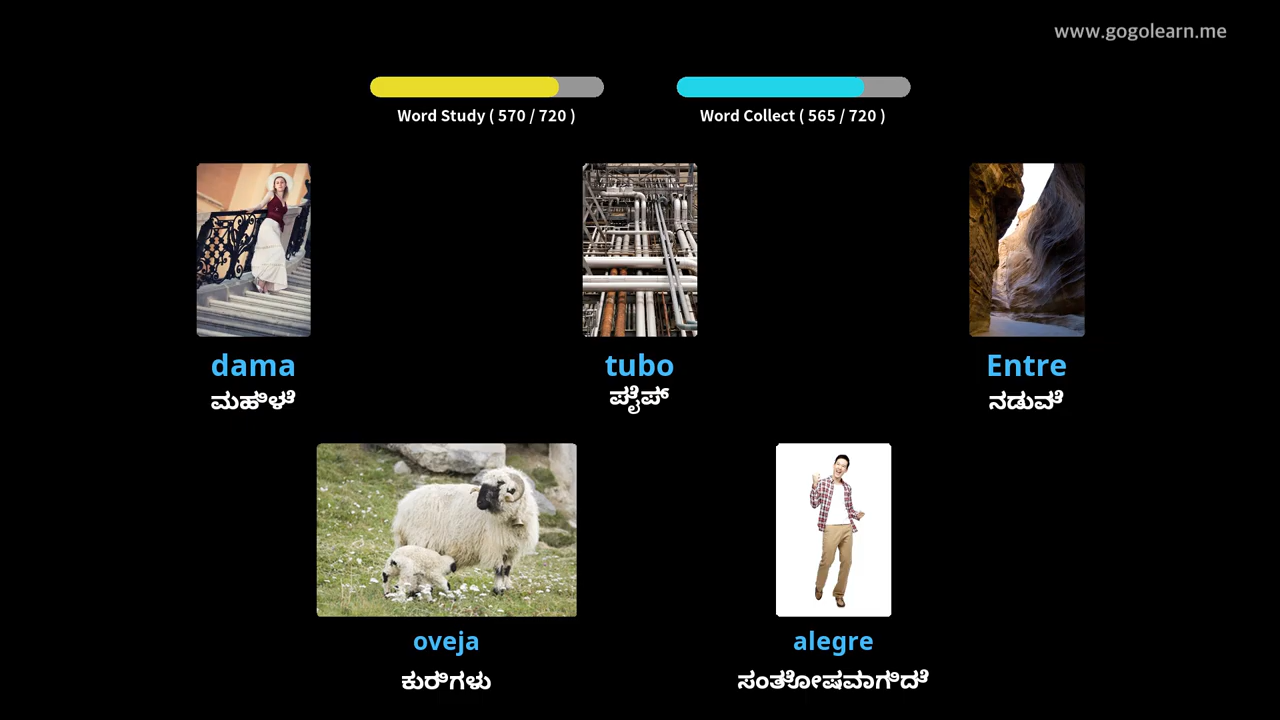 www.gogolearn.me
Word Study ( 570 / 720 )
Word Collect ( 565 / 720 )
dama
ಮಹಿಳೆ
tubo
ಪೈಪ್
Entre
ನಡುವೆ
oveja
ಕುರಿಗಳು
alegre
ಸಂತೋಷವಾಗಿದೆ